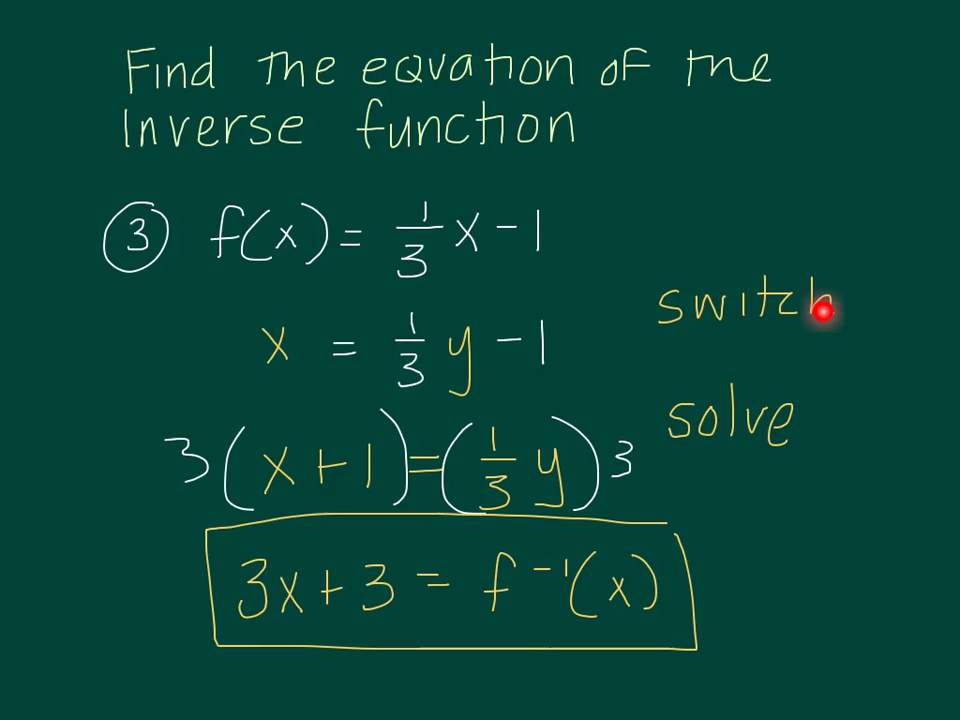 Find the equation of the
Inverse function
3 f(x) = 1/3 x - 1
x = 1/3 y - 1
switch
solve
3(x + 1) = (1/3 y)3
3x + 3 = f⁻¹(x)